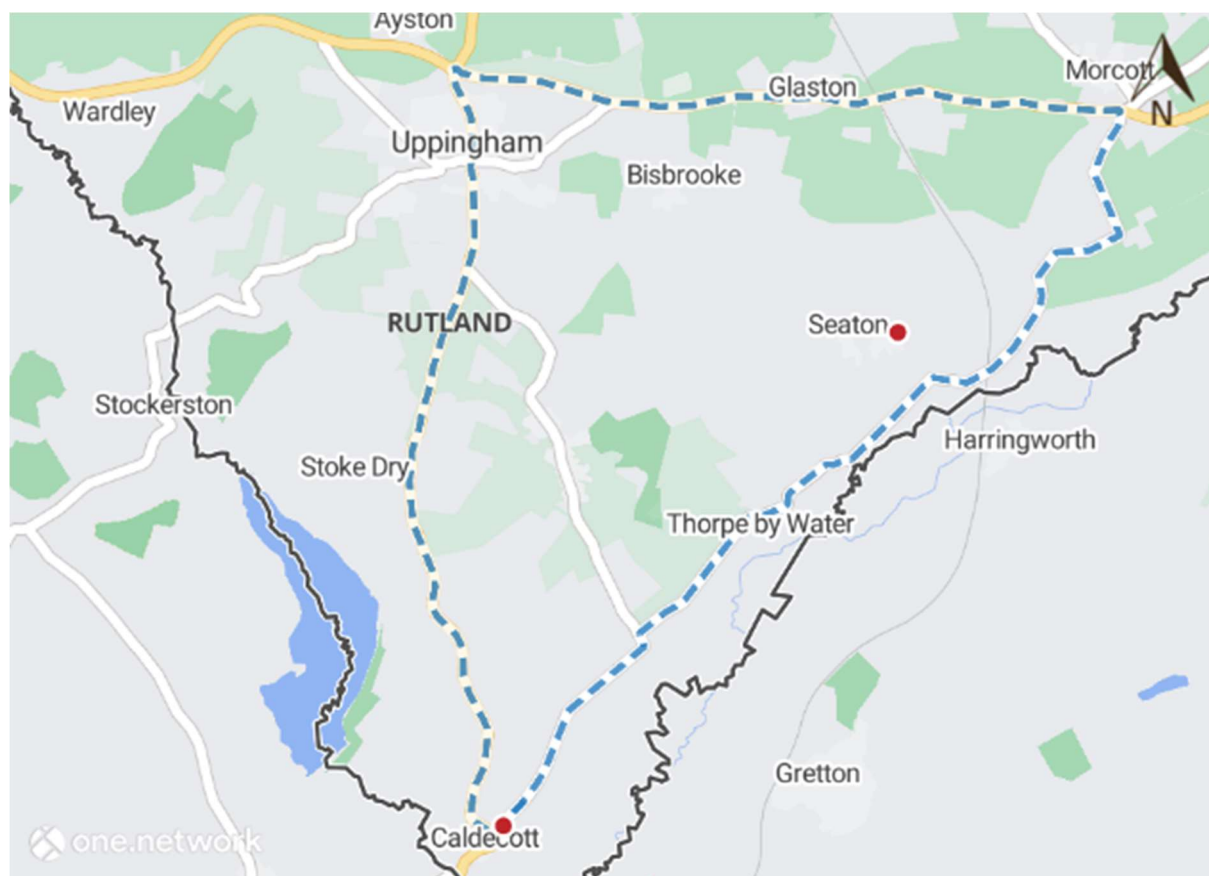 Ayston
Morcott
Glaston
Wardley
N
Uppingham
Bisbrooke
RUTLAND
Seaton
Stockerston
Harringworth
Stoke Dry
Thorpe by Water
Gretton
Caldecott
one.network